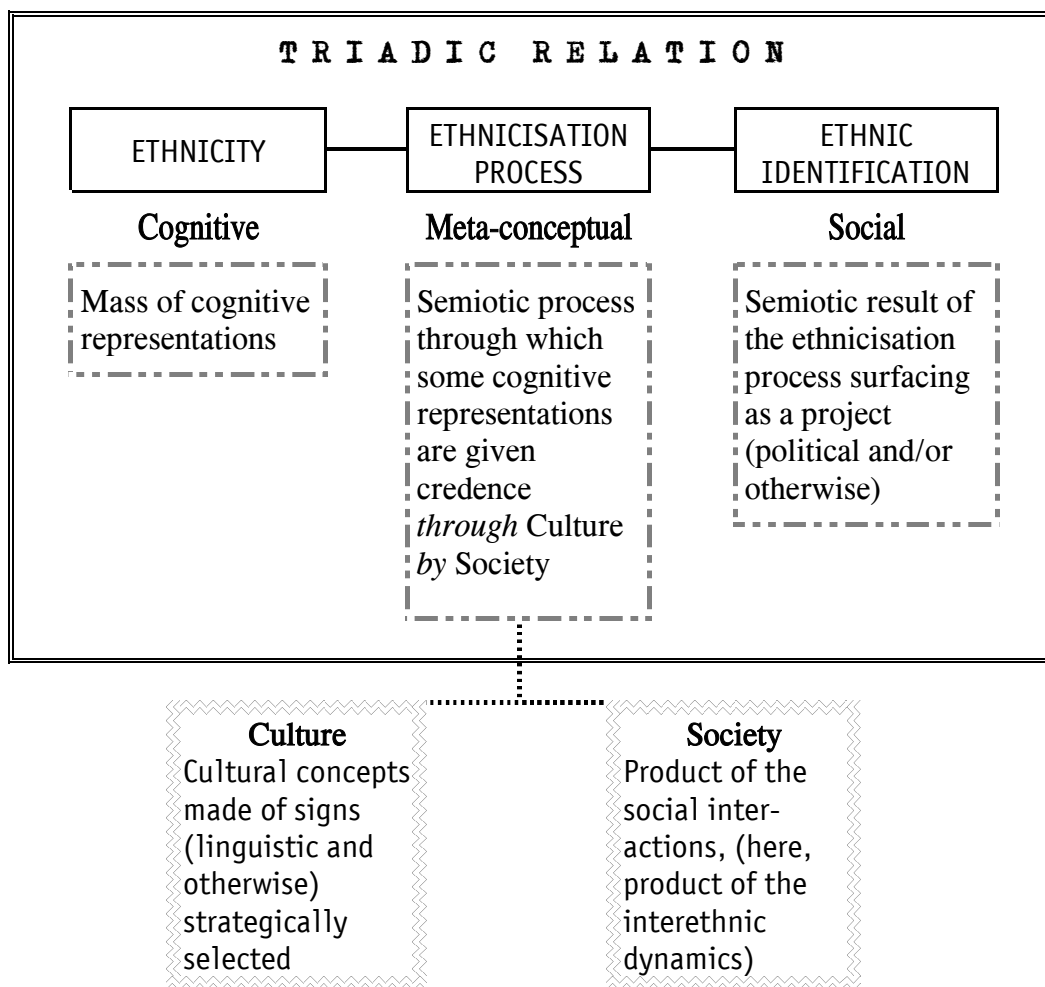 TRIADIC RELATION
ETHNICITY
Cognitive
Mass of cognitive
representations
ETHNICISATION
PROCESS
Meta-conceptual
Semiotic process
through which
some cognitive
representations
are given
credence
through Culture
by Society
ETHNIC
IDENTIFICATION
Social
Semiotic result of
the ethnicisation
process surfacing
as a project
(political and/or
otherwise)
Culture
Cultural concepts
made of signs
(linguistic and
otherwise)
strategically
selected
Society
Product of the
social inter-
actions, (here,
product of the
interethnic
dynamics)